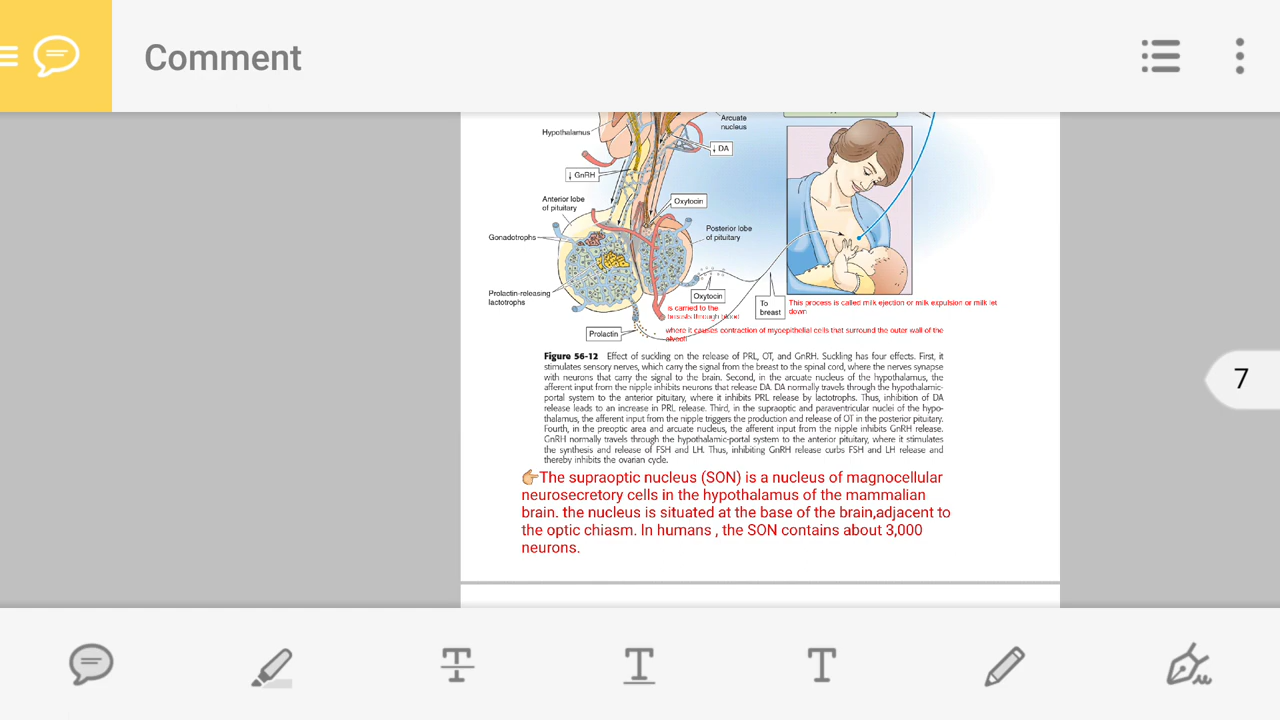 Comment
Arcuate
nucleus
Hypothalamus
↓ DA
↓ GnRH
Anterior lobe
of pituitary
Oxytocin
Gonadotrophs
Posterior lobe
of pituitary
Prolactin-releasing
lactotrophs
Oxytocin
is carried to the
breasts through blood
To
breast
This process is called milk ejection or milk expulsion or milk let
down
Prolactin
where it causes contraction of myoepithelial cells that surround the outer wall of the
alveoli
Figure 56-12 Effect of suckling on the release of PRL, OT, and GnRH. Suckling has four effects. First, it
stimulates sensory nerves, which carry the signal from the breast to the spinal cord, where the nerves synapse
with neurons that carry the signal to the brain. Second, in the arcuate nucleus of the hypothalamus, the
afferent input from the nipple inhibits neurons that release DA. DA normally travels through the hypothalamic-
portal system to the anterior pituitary, where it inhibits PRL release by lactotrophs. Thus, inhibition of DA
release leads to an increase in PRL release. Third, in the supraoptic and paraventricular nuclei of the hypo-
thalamus, the afferent input from the nipple triggers the production and release of OT in the posterior pituitary.
Fourth, in the preoptic area and arcuate nucleus, the afferent input from the nipple inhibits GnRH release.
GnRH normally travels through the hypothalamic-portal system to the anterior pituitary, where it stimulates
the synthesis and release of FSH and LH. Thus, inhibiting GnRH release curbs FSH and LH release and
thereby inhibits the ovarian cycle.
👉The supraoptic nucleus (SON) is a nucleus of magnocellular
neurosecretory cells in the hypothalamus of the mammalian
brain. the nucleus is situated at the base of the brain,adjacent to
the optic chiasm. In humans , the SON contains about 3,000
neurons.
7